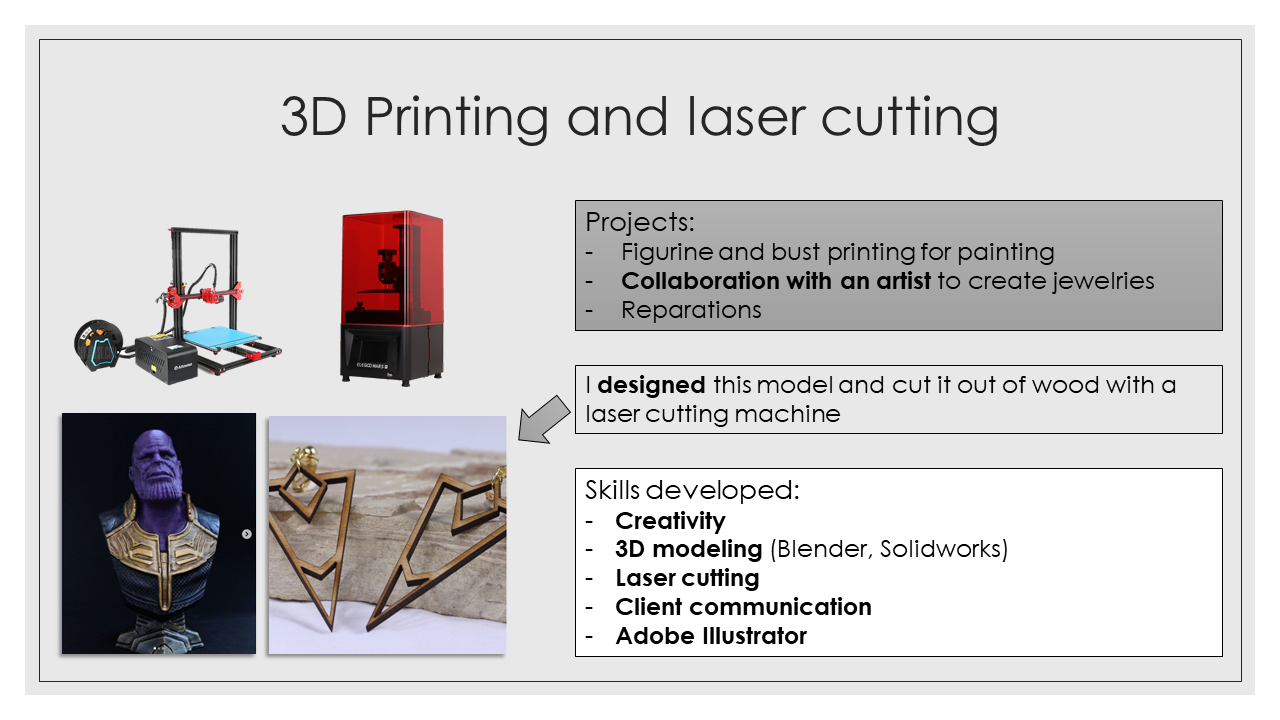 3D Printing and laser cutting
Projects:
- Figurine and bust printing for painting
- Collaboration with an artist to create jewelries
- Reparations
I designed this model and cut it out of wood with a
laser cutting machine
Skills developed:
- Creativity
- 3D modeling (Blender, Solidworks)
- Laser cutting
- Client communication
- Adobe Illustrator